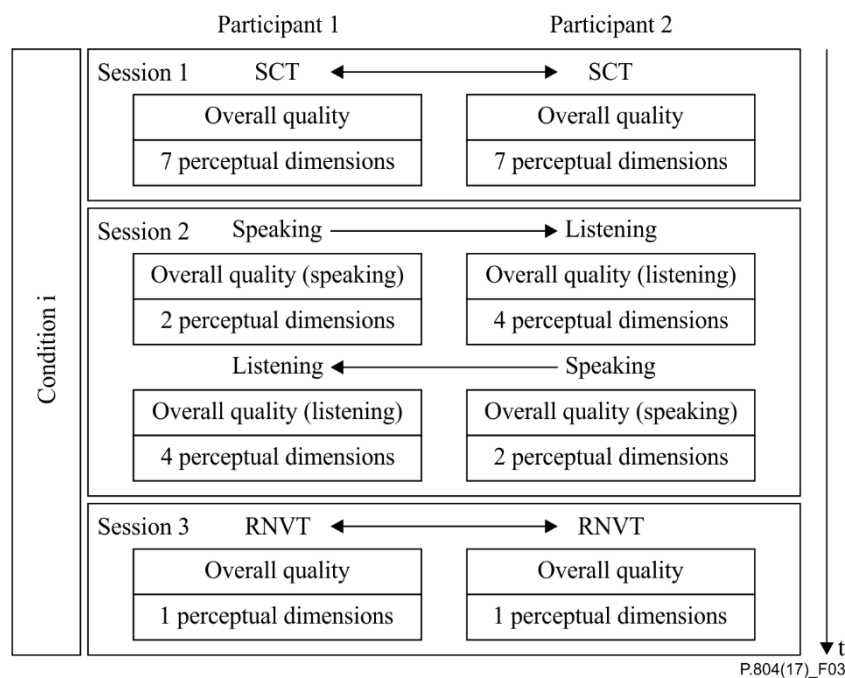 Participant 1 Participant 2
Session 1 SCT SCT
Overall quality Overall quality
7 perceptual dimensions 7 perceptual dimensions
Session 2 Speaking Listening
Overall quality (speaking) Overall quality (listening)
2 perceptual dimensions 4 perceptual dimensions
Listening Speaking
Overall quality (listening) Overall quality (speaking)
4 perceptual dimensions 2 perceptual dimensions
Condition i
Session 3 RNVT RNVT
Overall quality Overall quality
1 perceptual dimensions 1 perceptual dimensions
t
P.804(17)_F03